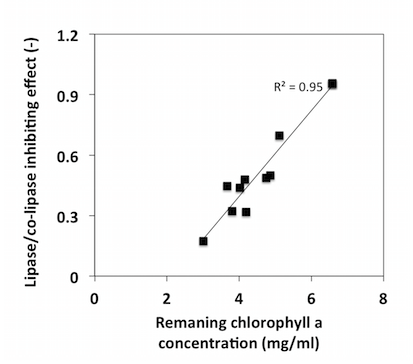 1.2
0.9
0.6
0.3
0
Lipase/co-lipase inhibiting effect (-)
R² = 0.95
0 2 4 6 8
Remaning chlorophyll a
concentration (mg/ml)